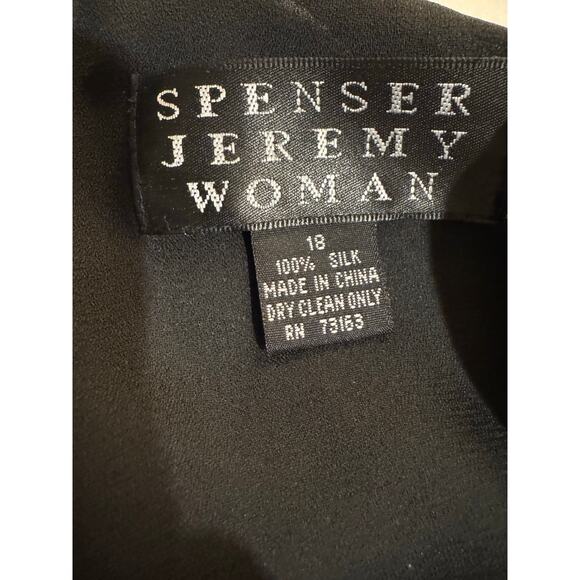 SPENSER
JEREMY
WOMAN
18
100% SILK
MADE IN CHINA
DRY CLEAN ONLY
RN 73163